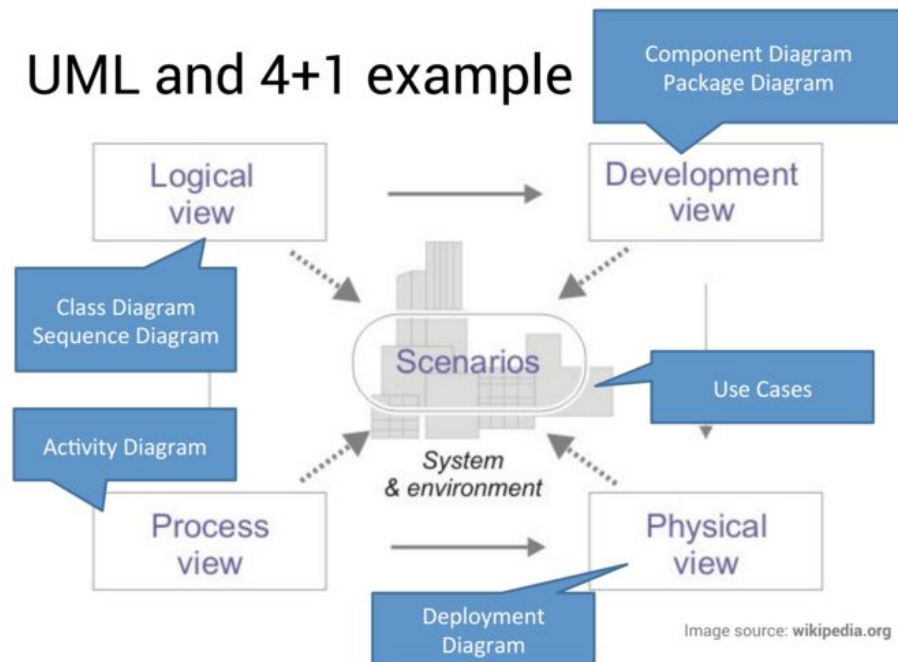 UML and 4+1 example
Component Diagram
Package Diagram
Logical
view
Development
view
Class Diagram
Sequence Diagram
Scenarios
Use Cases
Activity Diagram
System
& environment
Process
view
Physical
view
Deployment
Diagram
Image source: wikipedia.org